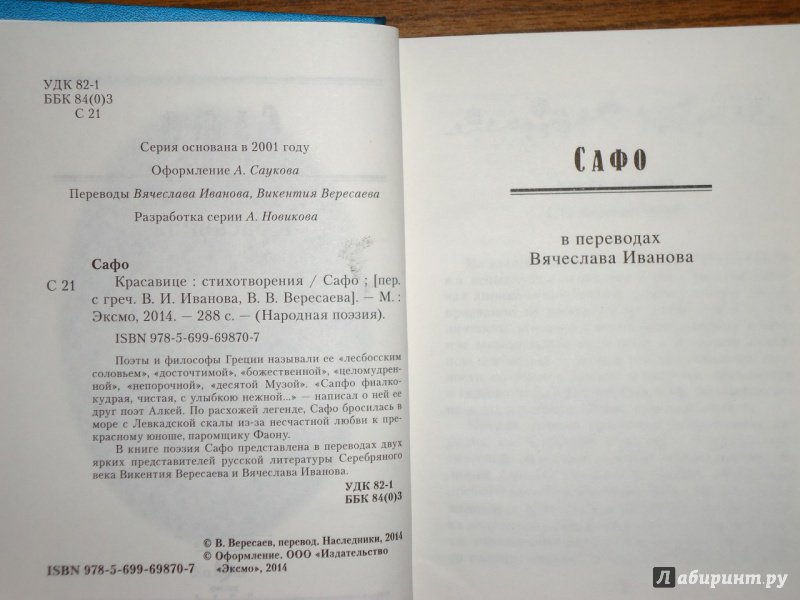 УДК 82-1
ББК 84(0)3
С 21
Серия основана в 2001 году
Оформление А. Саукова
Переводы Вячеслава Иванова, Викентия Вересаева
Разработка серии А. Новикова
Сафо
С 21
Красавице : стихотворения / Сафо ; [пер.
с греч. В. И. Иванова, В. В. Вересаева]. — М. :
Эксмо, 2014. — 288 с. — (Народная поэзия).
ISBN 978-5-699-69870-7
Поэты и философы Греции называли ее «лесбосским
соловьем», «досточтимой», «божественной», «целомудрен-
ной», «непорочной», «десятой Музой». «Сапфо фиалко-
кудрая, чистая, с улыбкою нежной...» — написал о ней ее
друг поэт Алкей. По расхожей легенде, Сафо бросилась в
море с Левкадской скалы из-за несчастной любви к пре-
красному юноше, паромщику Фаону.
В книге поэзия Сафо представлена в переводах двух
ярких представителей русской литературы Серебряного
века Викентия Вересаева и Вячеслава Иванова.
УДК 82-1
ББК 84(0)3
© В. Вересаев, перевод. Наследники, 2014
© Оформление. ООО «Издательство
«Эксмо», 2014
ISBN 978-5-699-69870-7
САФО
в переводах
Вячеслава Иванова
Лабиринт.ру